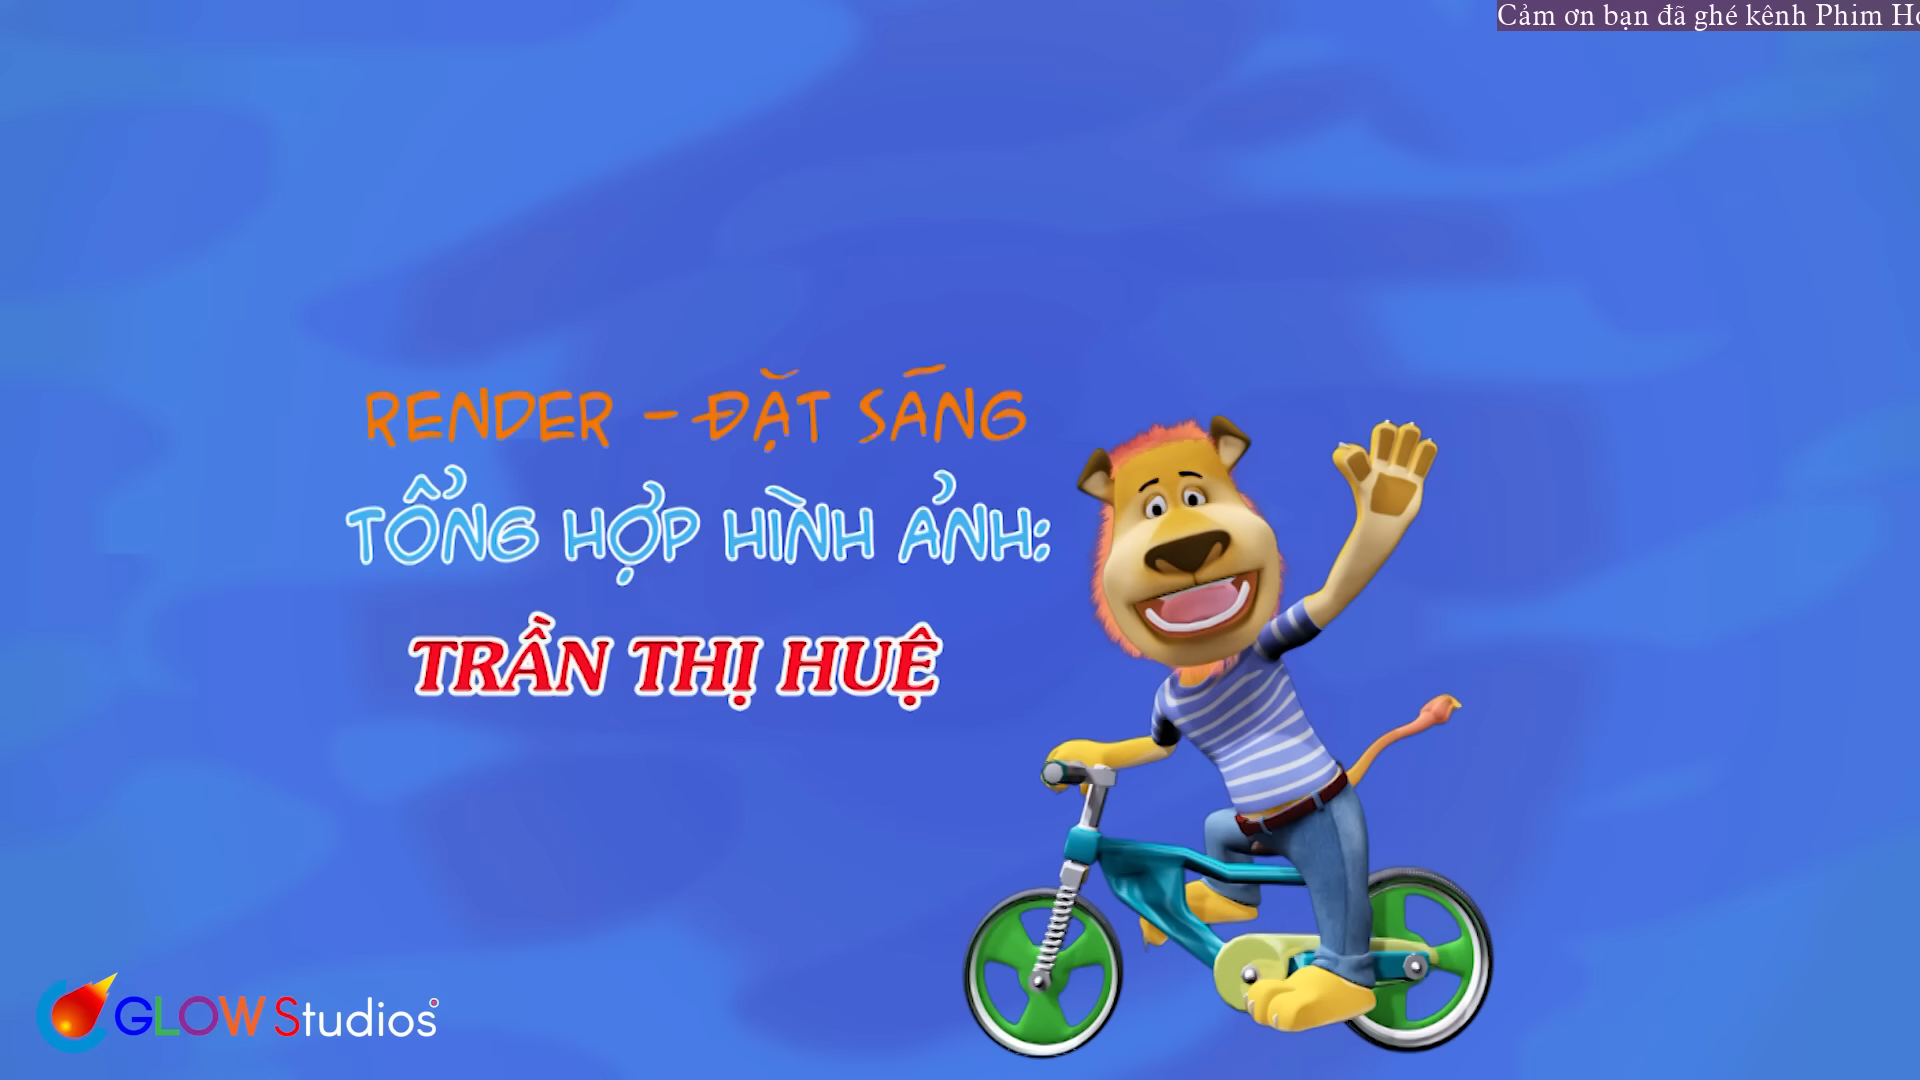 Cảm ơn bạn đã ghé kênh Phim
RENDER - ĐẶT SÁNG
TỔNG HỢP HÌNH ẢNH:
TRẦN THỊ HUỆ
GLOW Studios